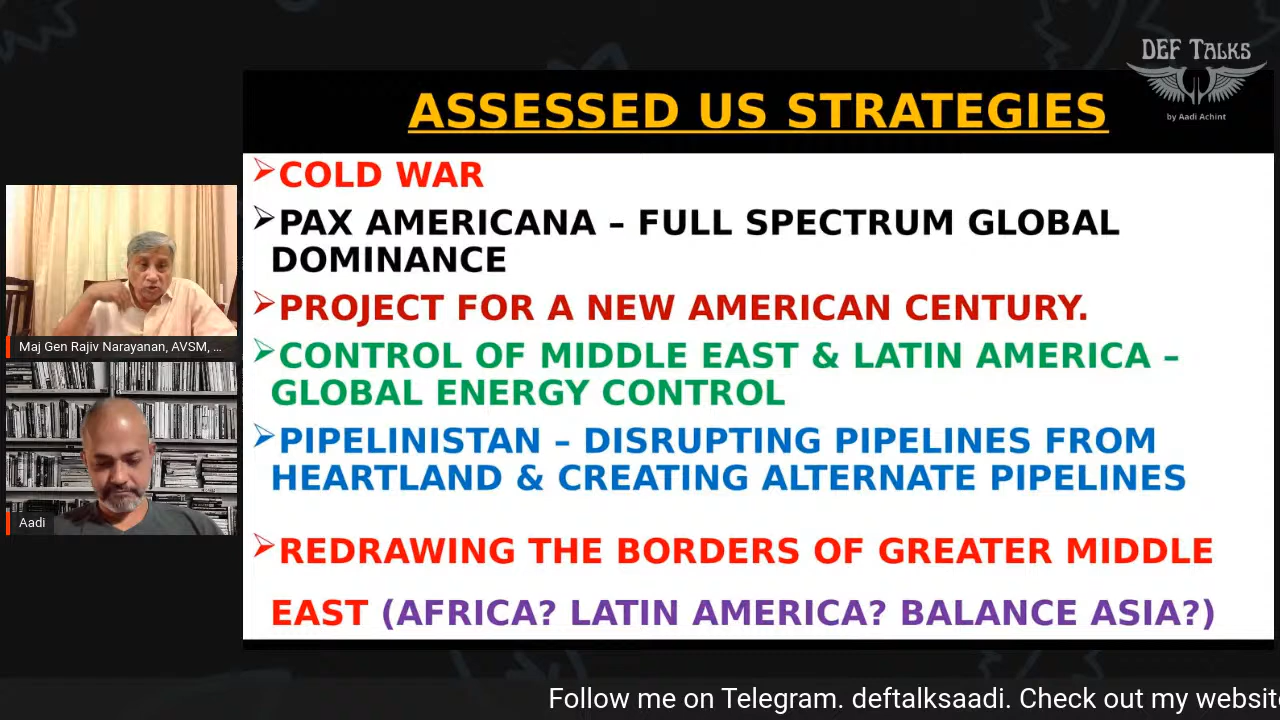 DEF TALKS
by Aadi Achint
ASSESSED US STRATEGIES
➢COLD WAR
➢PAX AMERICANA – FULL SPECTRUM GLOBAL
DOMINANCE
➢PROJECT FOR A NEW AMERICAN CENTURY.
➢CONTROL OF MIDDLE EAST & LATIN AMERICA –
GLOBAL ENERGY CONTROL
➢PIPELINISTAN – DISRUPTING PIPELINES FROM
HEARTLAND & CREATING ALTERNATE PIPELINES
➢REDRAWING THE BORDERS OF GREATER MIDDLE
EAST (AFRICA? LATIN AMERICA? BALANCE ASIA?)
Maj Gen Rajiv Narayanan, AVSM, ...
Aadi
Follow me on Telegram. deftalksaadi. Check out my website